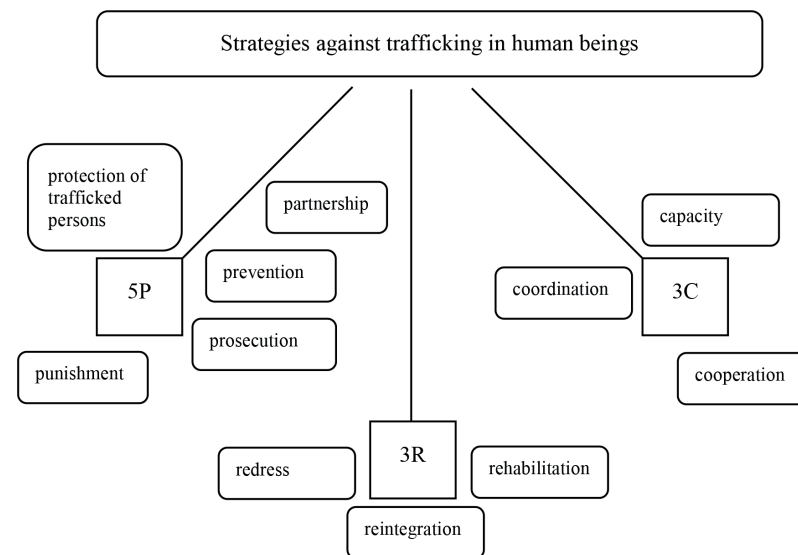 Strategies against trafficking in human beings
protection of
trafficked
persons
partnership
capacity
prevention
5P
coordination
3C
prosecution
punishment
cooperation
redress
3R
rehabilitation
reintegration